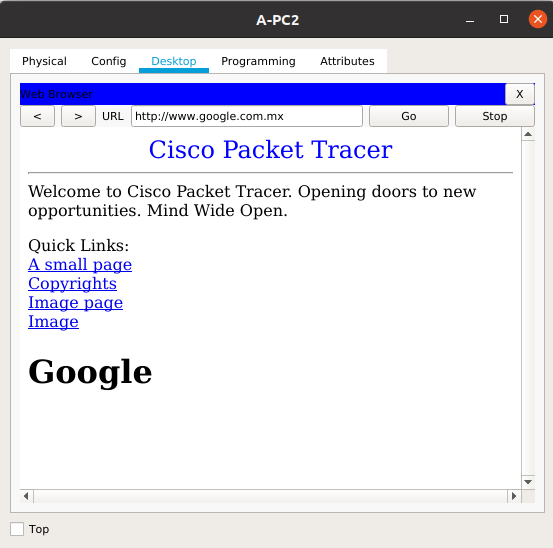 A-PC2
Physical Config Desktop Programming Attributes
Web Browser X
< > URL http://www.google.com.mx Go Stop
Cisco Packet Tracer
Welcome to Cisco Packet Tracer. Opening doors to new
opportunities. Mind Wide Open.
Quick Links:
A small page
Copyrights
Image page
Image
Google
Top